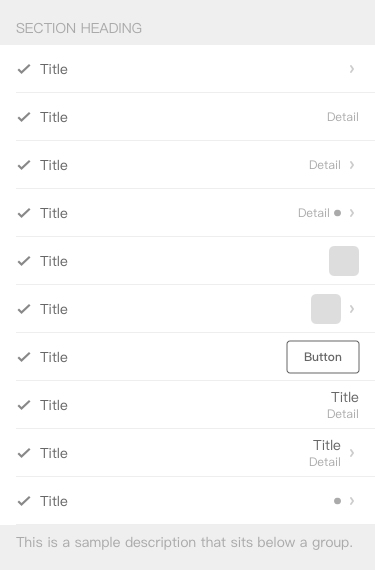 SECTION HEADING
Title
Title Detail
Title Detail
Title Detail
Title
Title
Title Button
Title Title
Detail
Title Title
Detail
Title
This is a sample description that sits below a group.